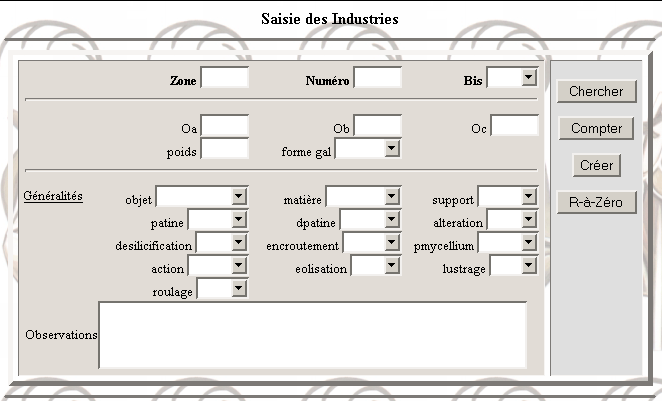 Saisie des Industries
Zone Numéro Bis
Chercher
Oa Ob Oc
Compter
poids forme gal
Créer
Généralités objet matière support
R-à-Zéro
patine dpatine alteration
desilicification encroutement pmycellium
action eolisation lustrage
roulage
Observations